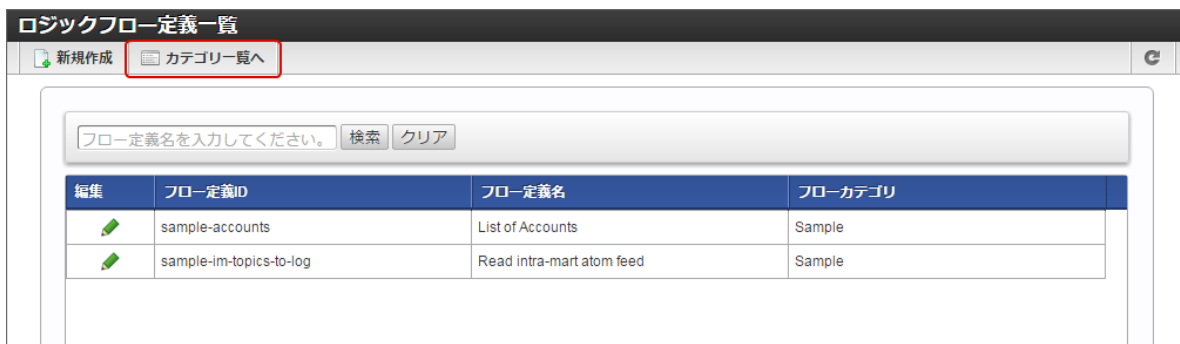 ロジックフロー定義一覧
新規作成 カテゴリ一覧へ
フロー定義名を入力してください。 検索 クリア
編集 フロー定義ID フロー定義名 フローカテゴリ
sample-accounts List of Accounts Sample
sample-im-topics-to-log Read intra-mart atom feed Sample